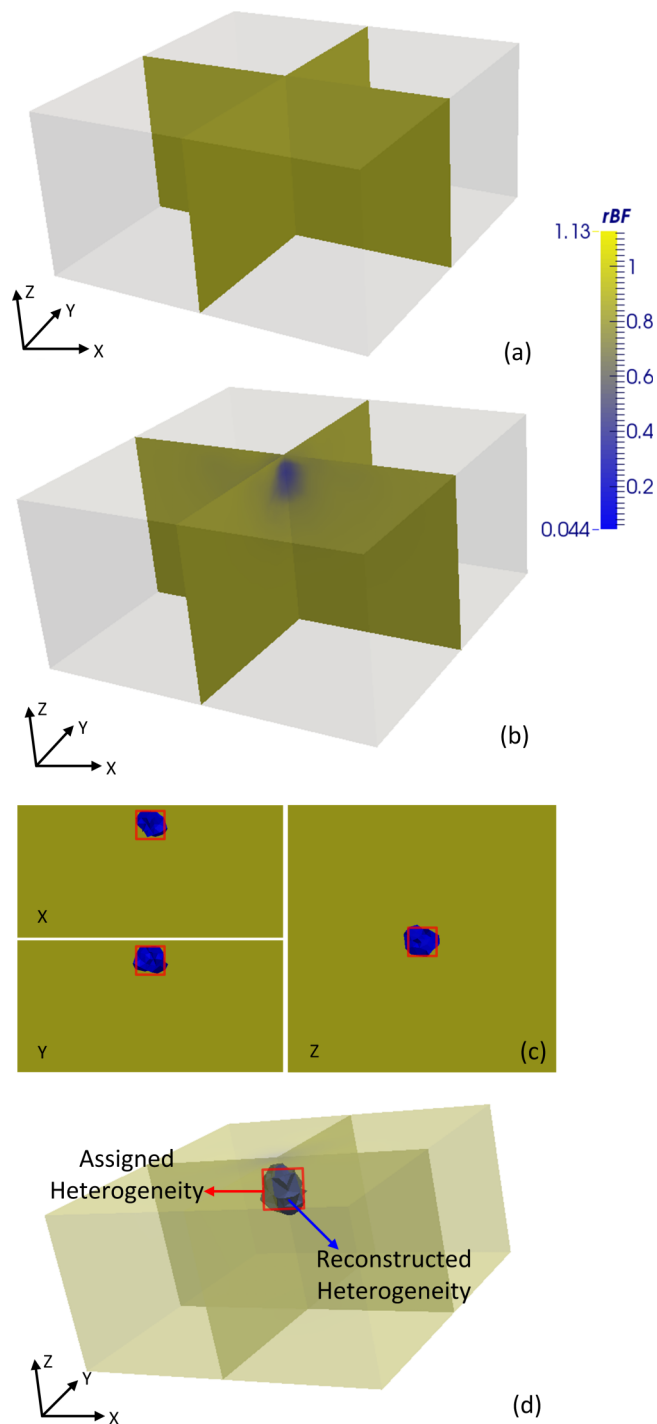 Z
Y
X
(a)
rBF
1.13
1
0.8
0.6
0.4
0.2
0.044
Z
Y
X
(b)
X
Y
Z
(c)
Assigned
Heterogeneity
Reconstructed
Heterogeneity
Z
Y
X
(d)